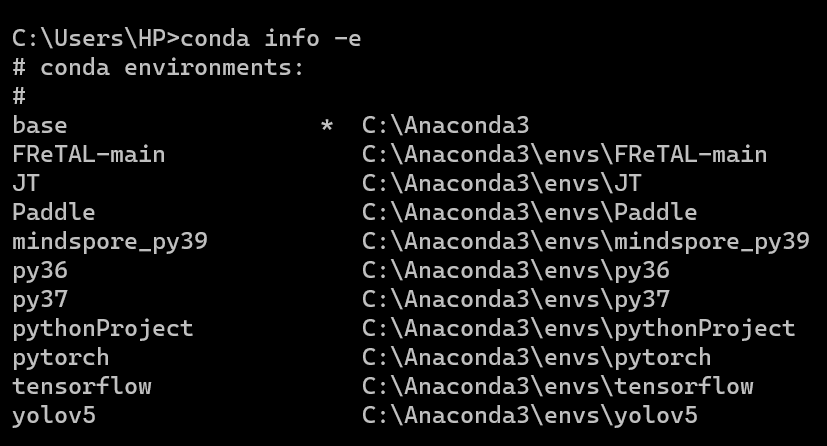 C:\Users\HP>conda info -e
# conda environments:
#
base                  *  C:\Anaconda3
FReTAL-main              C:\Anaconda3\envs\FReTAL-main
JT                       C:\Anaconda3\envs\JT
Paddle                   C:\Anaconda3\envs\Paddle
mindspore_py39           C:\Anaconda3\envs\mindspore_py39
py36                     C:\Anaconda3\envs\py36
py37                     C:\Anaconda3\envs\py37
pythonProject            C:\Anaconda3\envs\pythonProject
pytorch                  C:\Anaconda3\envs\pytorch
tensorflow               C:\Anaconda3\envs\tensorflow
yolov5                   C:\Anaconda3\envs\yolov5